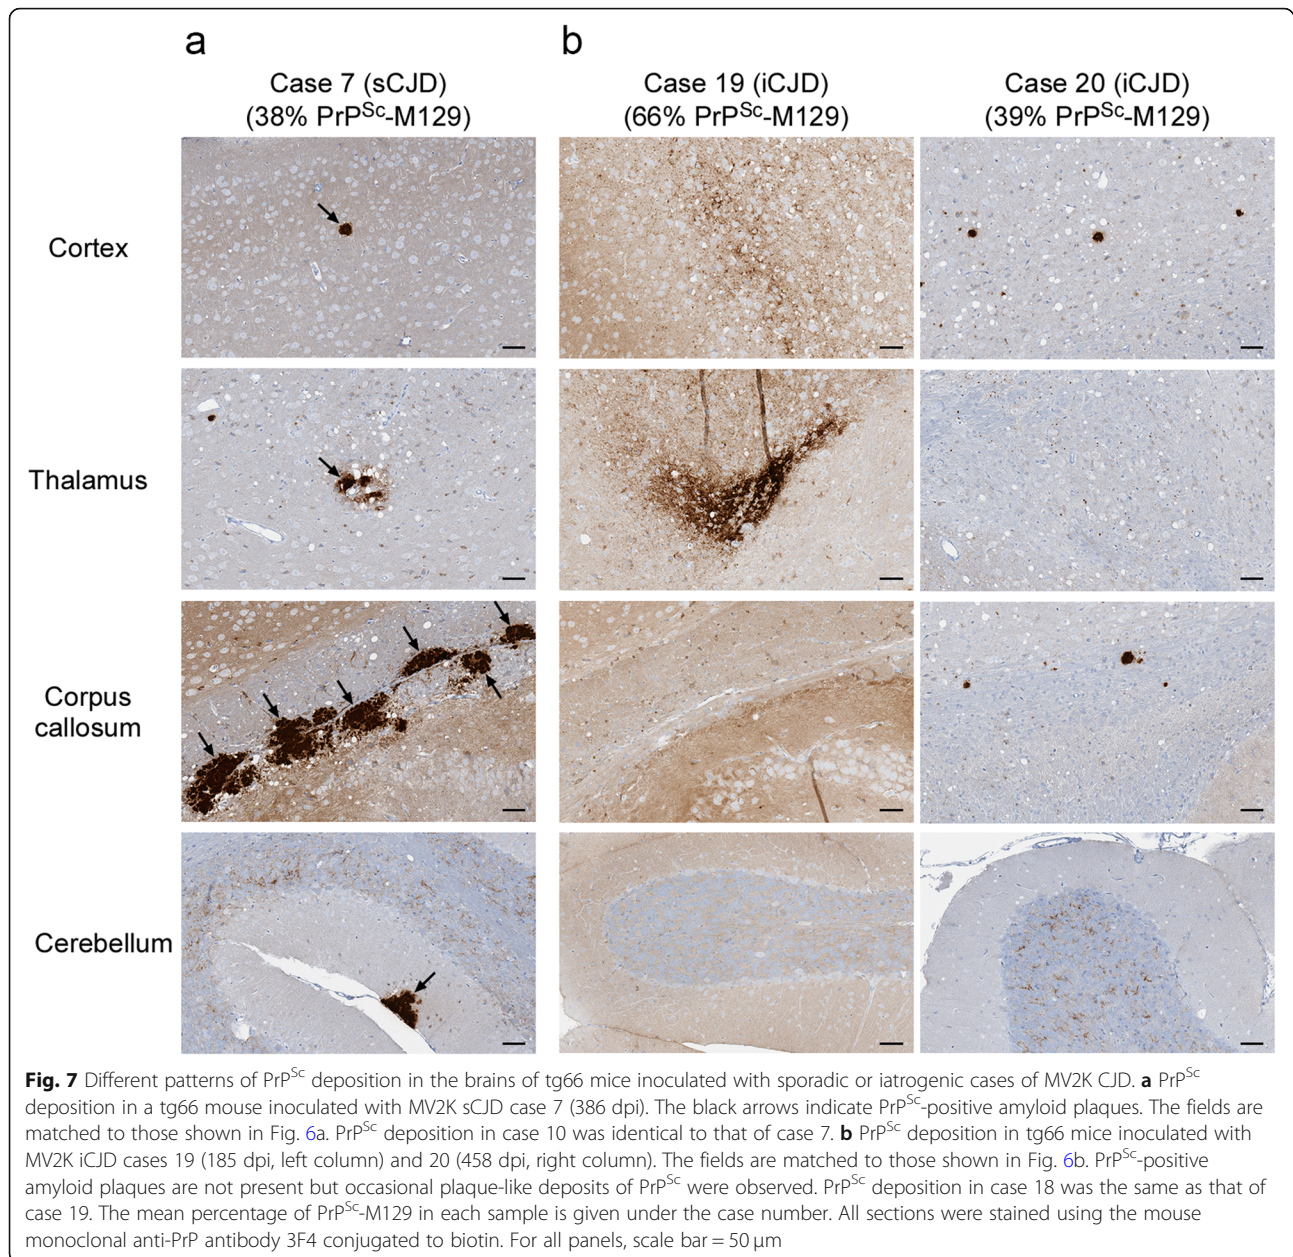 a
b
Case 7 (sCJD)
(38% PrPSc-M129)
Case 19 (iCJD)
(66% PrPSc-M129)
Case 20 (iCJD)
(39% PrPSc-M129)
Cortex
Thalamus
Corpus
callosum
Cerebellum
Fig. 7 Different patterns of PrPSc deposition in the brains of tg66 mice inoculated with sporadic or iatrogenic cases of MV2K CJD. a PrPSc
deposition in a tg66 mouse inoculated with MV2K sCJD case 7 (386 dpi). The black arrows indicate PrPSc-positive amyloid plaques. The fields are
matched to those shown in Fig. 6a. PrPSc deposition in case 10 was identical to that of case 7. b PrPSc deposition in tg66 mice inoculated with
MV2K iCJD cases 19 (185 dpi, left column) and 20 (458 dpi, right column). The fields are matched to those shown in Fig. 6b. PrPSc-positive
amyloid plaques are not present but occasional plaque-like deposits of PrPSc were observed. PrPSc deposition in case 18 was the same as that of
case 19. The mean percentage of PrPSc-M129 in each sample is given under the case number. All sections were stained using the mouse
monoclonal anti-PrP antibody 3F4 conjugated to biotin. For all panels, scale bar = 50 μm